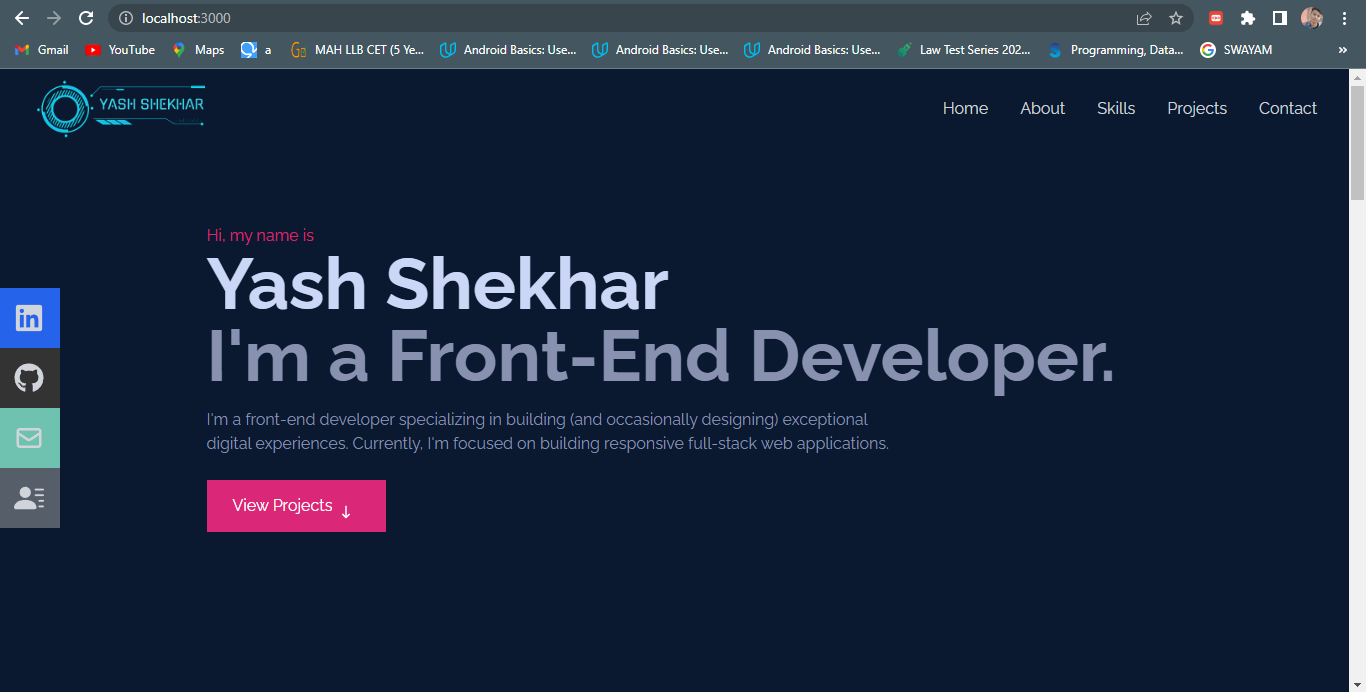 localhost:3000
Gmail YouTube Maps a MAH LLB CET (5 Ye... Android Basics: Use... Android Basics: Use... Android Basics: Use... Law Test Series 202... Programming, Data... SWAYAM »
YASH SHEKHAR
Home About Skills Projects Contact
Hi, my name is
Yash Shekhar
I'm a Front-End Developer.
I'm a front-end developer specializing in building (and occasionally designing) exceptional
digital experiences. Currently, I'm focused on building responsive full-stack web applications.
in
View Projects ↓